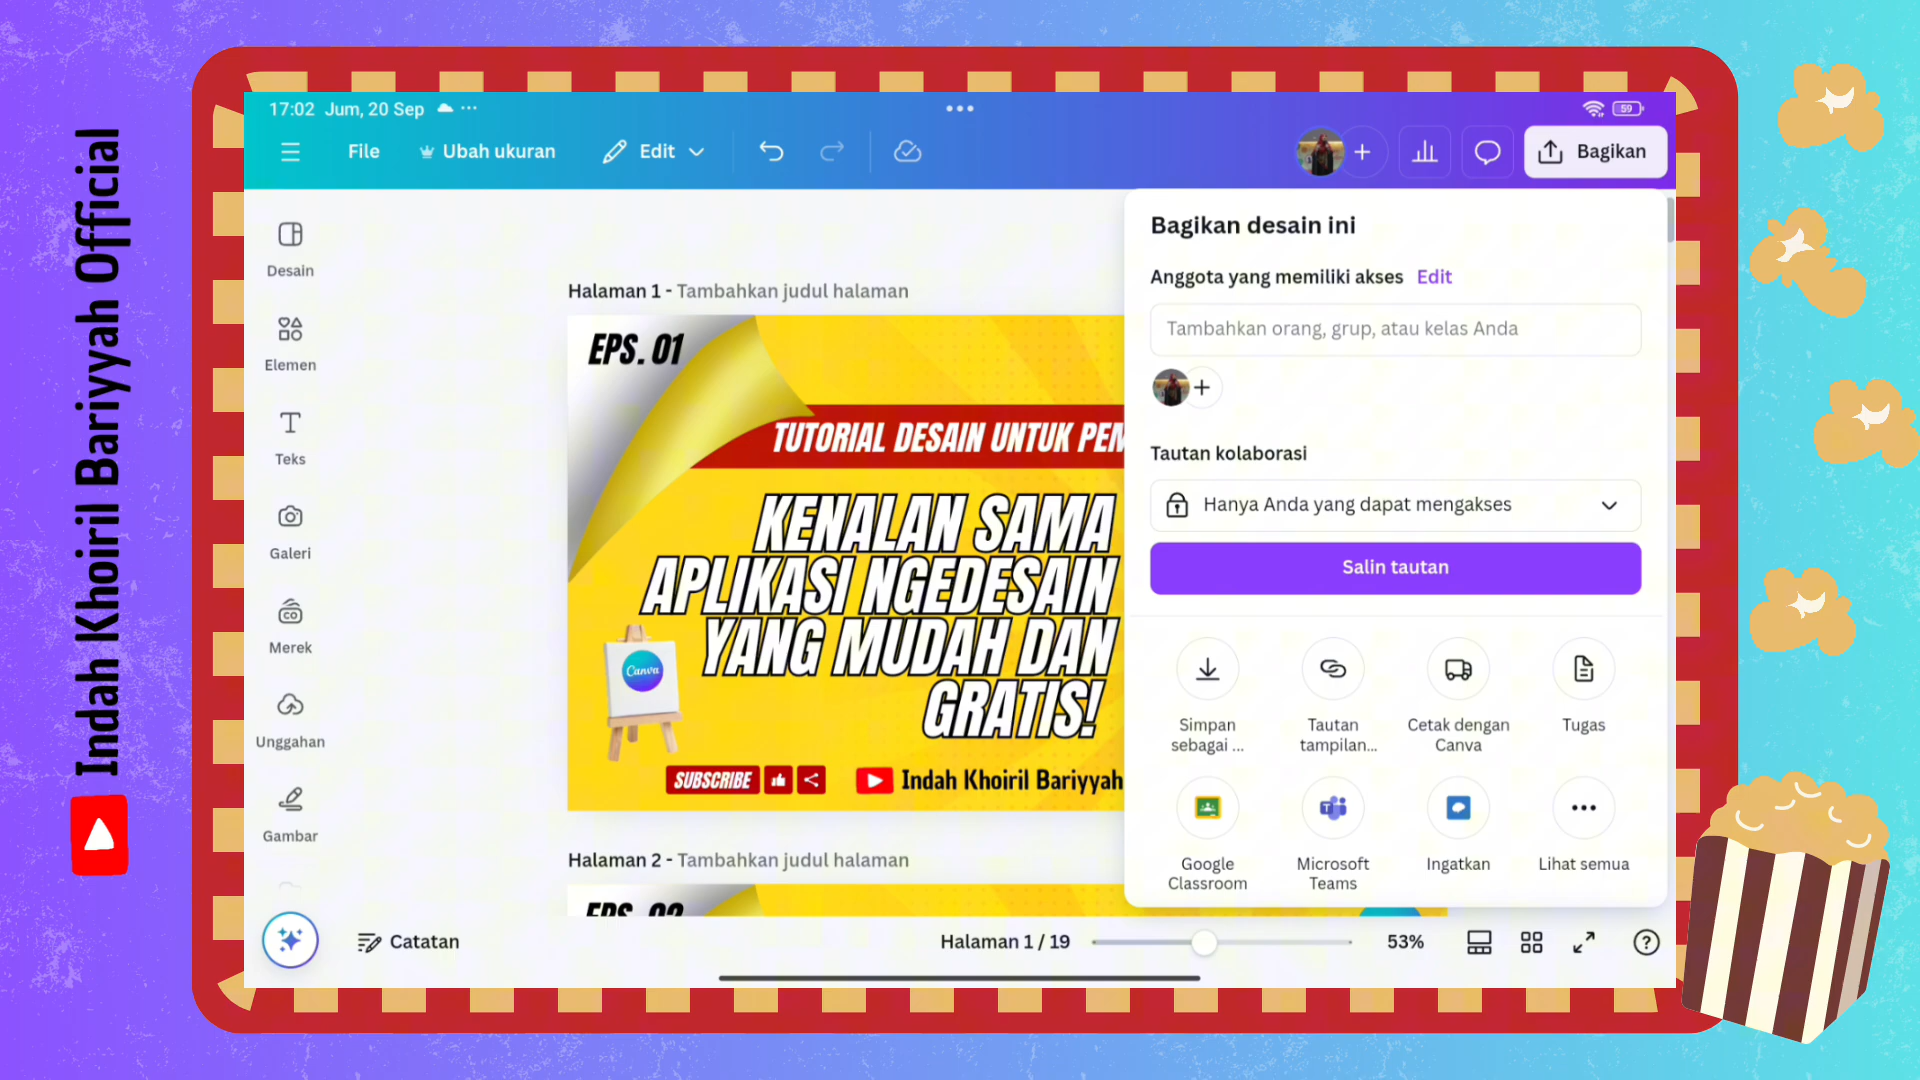 Indah Khoiril Bariyyah Official
17:02 Jum, 20 Sep
59
File
Ubah ukuran
Edit
Bagikan
Desain
Elemen
Teks
Galeri
CO
Merek
Unggahan
Gambar
Halaman 1 - Tambahkan judul halaman
EPS. 01
TUTORIAL DESAIN UNTUK PEM
KENALAN SAMA
APLIKASI NGEDESAIN
YANG MUDAH DAN
GRATIS!
Canva
SUBSCRIBE
Indah Khoiril Bariyyah
Halaman 2 - Tambahkan judul halaman
EPS. 02
Bagikan desain ini
Anggota yang memiliki akses Edit
Tambahkan orang, grup, atau kelas Anda
Tautan kolaborasi
Hanya Anda yang dapat mengakses
Salin tautan
Simpan
sebagai ...
Tautan
tampilan...
Cetak dengan
Canva
Tugas
Google
Classroom
Microsoft
Teams
Ingatkan
Lihat semua
Catatan
Halaman 1 / 19
53%